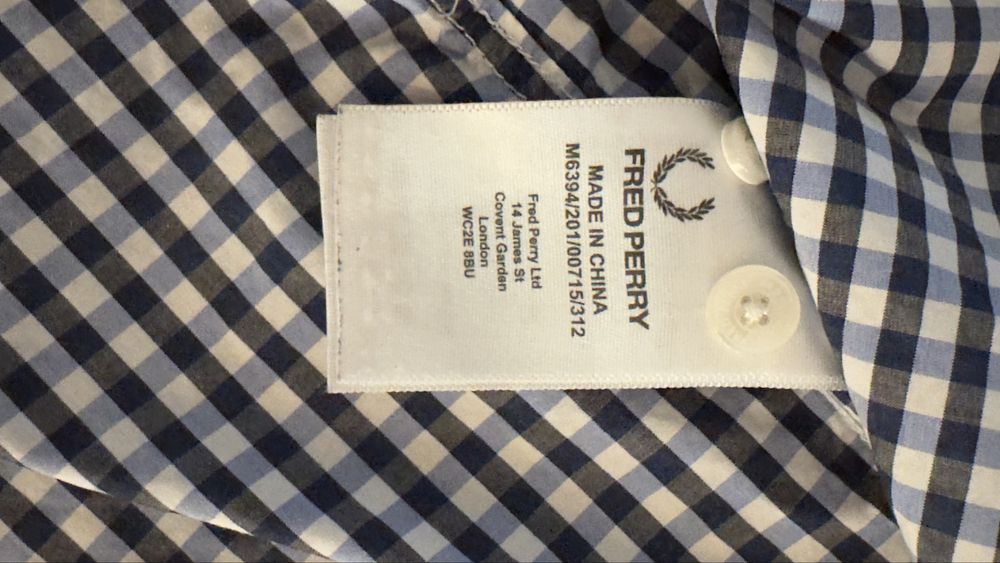 FRED PERRY
MADE IN CHINA
M6394/201/00715/312
Fred Perry Ltd
14 James St
Covent Garden
London
WC2E 8BU